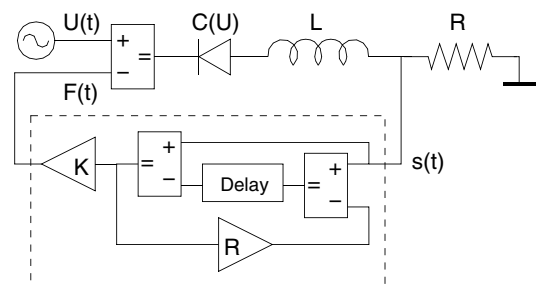 U(t) C(U) L R
+
−
=
F(t)
s(t)
K
=
+
−
Delay
=
+
−
R